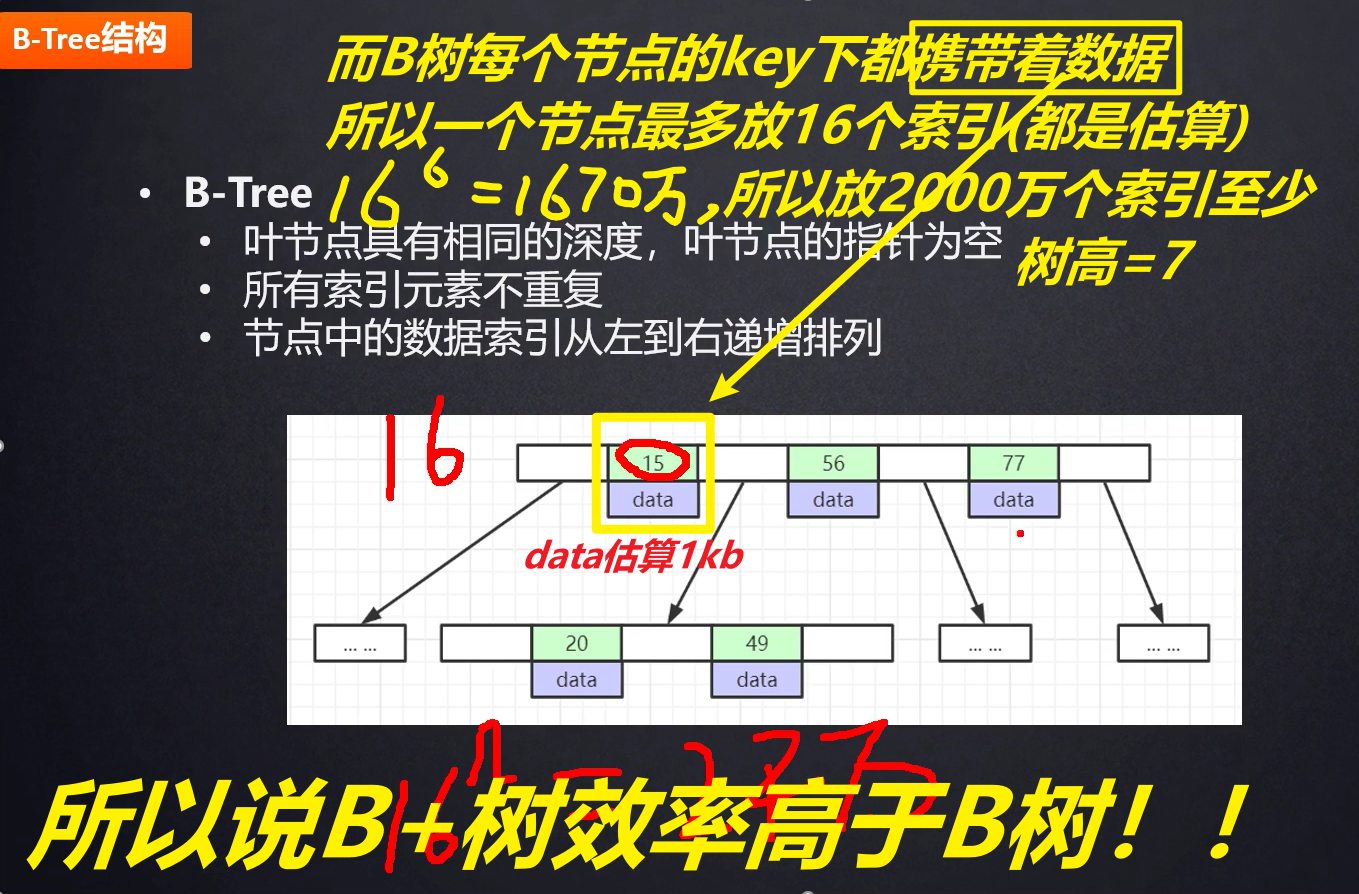 B-Tree结构
而B树每个节点的key下都携带着数据
所以一个节点最多放16个索引(都是估算)
16^6=1670万,所以放2000万个索引至少
树高=7
• B-Tree
• 叶节点具有相同的深度，叶节点的指针为空
• 所有索引元素不重复
• 节点中的数据索引从左到右递增排列
16
15 56 77
data data data
data估算1kb
... ... 20 49 ... ... ... ...
data data
所以说B+树效率高于B树！！